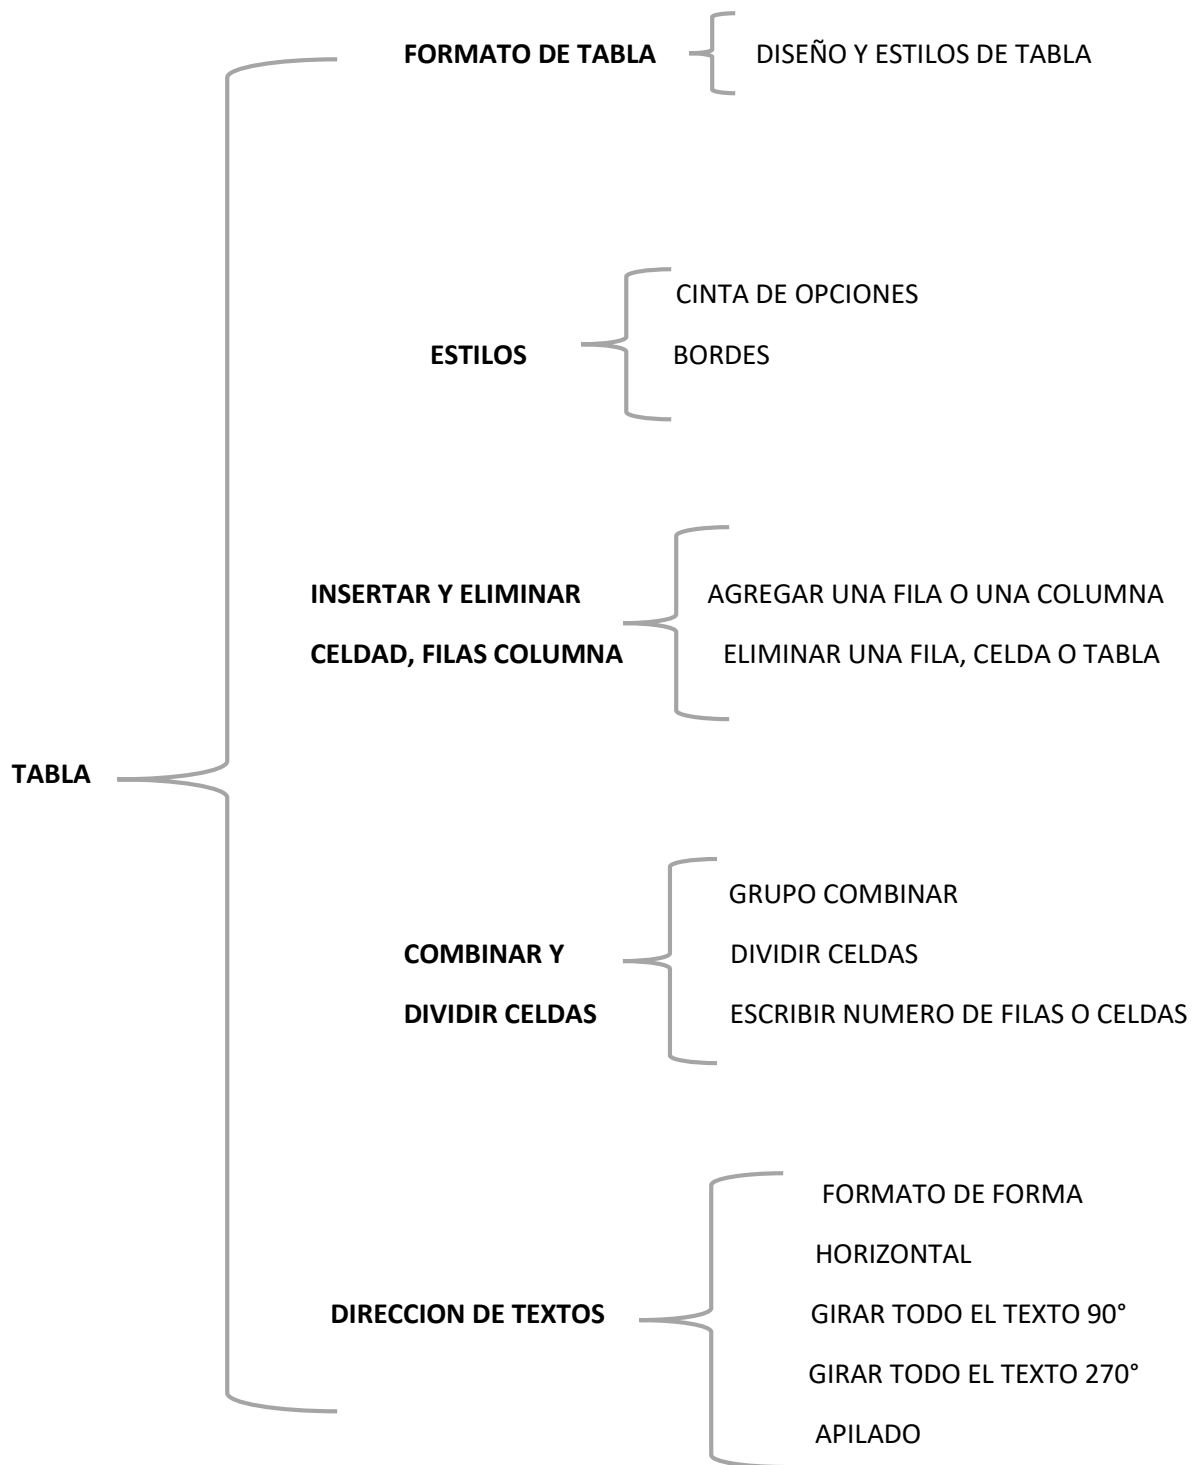 FORMATO DE TABLA
DISEÑO Y ESTILOS DE TABLA
CINTA DE OPCIONES
ESTILOS
BORDES
INSERTAR Y ELIMINAR
AGREGAR UNA FILA O UNA COLUMNA
CELDAD, FILAS COLUMNA
ELIMINAR UNA FILA, CELDA O TABLA
TABLA
GRUPO COMBINAR
COMBINAR Y
DIVIDIR CELDAS
DIVIDIR CELDAS
ESCRIBIR NUMERO DE FILAS O CELDAS
FORMATO DE FORMA
HORIZONTAL
DIRECCION DE TEXTOS
GIRAR TODO EL TEXTO 90°
GIRAR TODO EL TEXTO 270°
APILADO